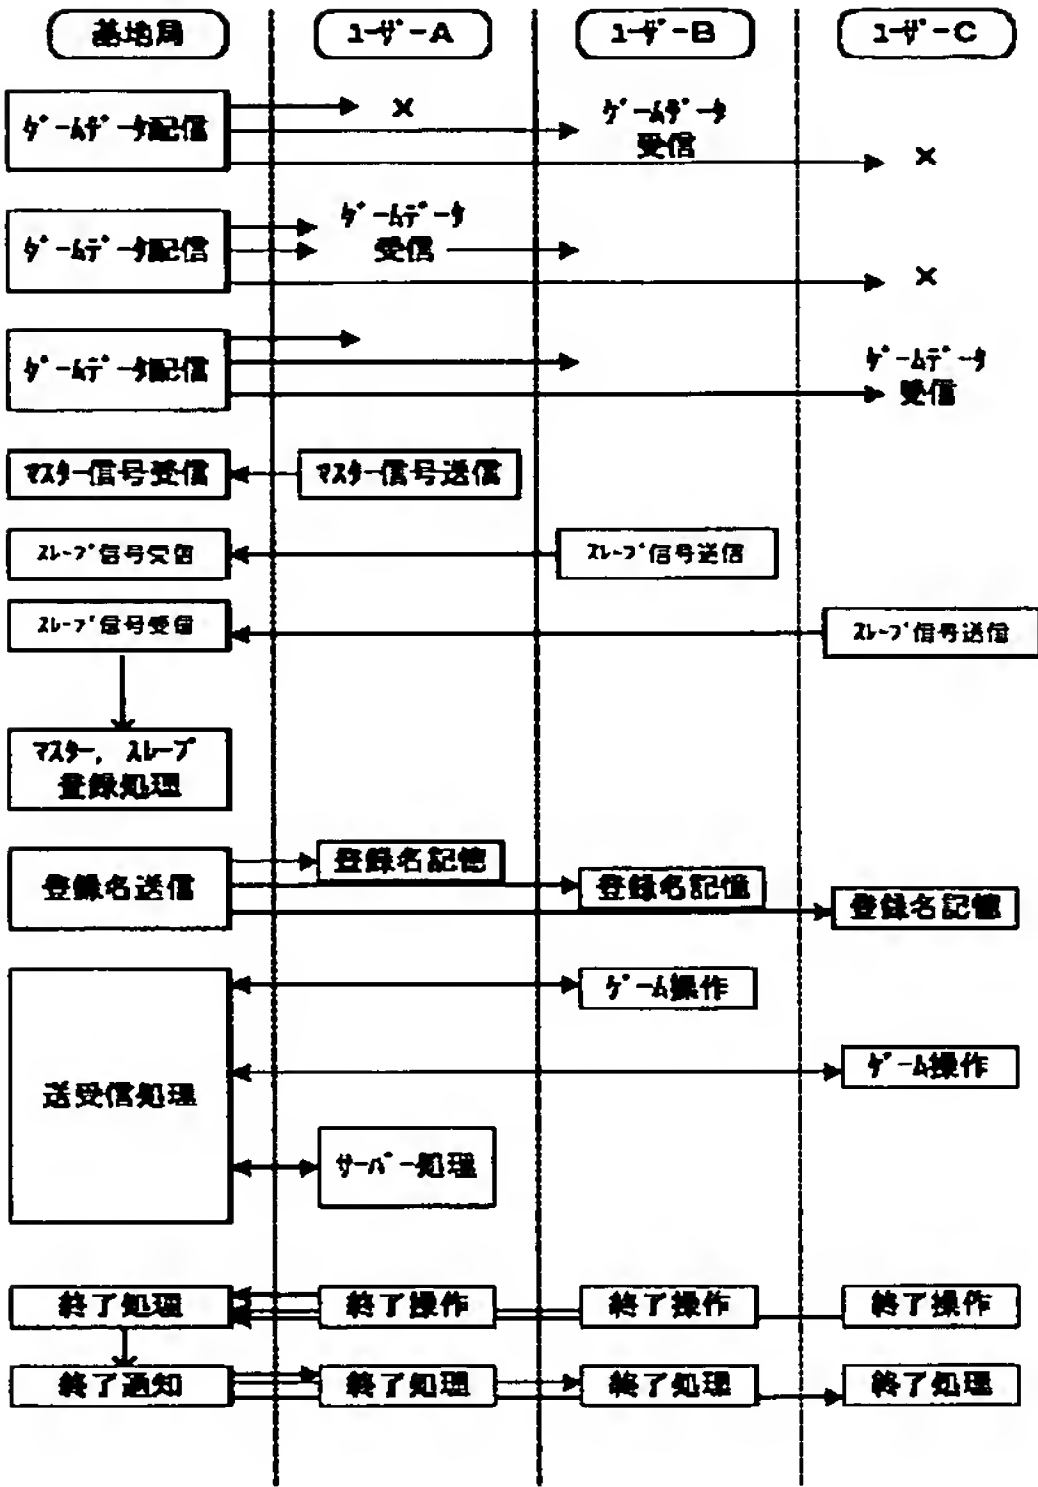 基地局 ﾕｰｻﾞｰA ﾕｰｻﾞｰB ﾕｰｻﾞｰC
ｹﾞｰﾑﾃﾞｰﾀ配信 × ｹﾞｰﾑﾃﾞｰﾀ
受信 ×
ｹﾞｰﾑﾃﾞｰﾀ配信 ｹﾞｰﾑﾃﾞｰﾀ
受信 ×
ｹﾞｰﾑﾃﾞｰﾀ配信 ｹﾞｰﾑﾃﾞｰﾀ
受信
ﾏｽﾀｰ信号受信 ﾏｽﾀｰ信号送信
ｽﾚｰﾌﾞ信号受信 ｽﾚｰﾌﾞ信号送信
ｽﾚｰﾌﾞ信号受信 ｽﾚｰﾌﾞ信号送信
ﾏｽﾀｰ，ｽﾚｰﾌﾞ
登録処理
登録名送信 登録名記憶 登録名記憶 登録名記憶
ｹﾞｰﾑ操作
ｹﾞｰﾑ操作
送受信処理
ｻｰﾊﾞｰ処理
終了処理 終了操作 終了操作 終了操作
終了通知 終了処理 終了処理 終了処理